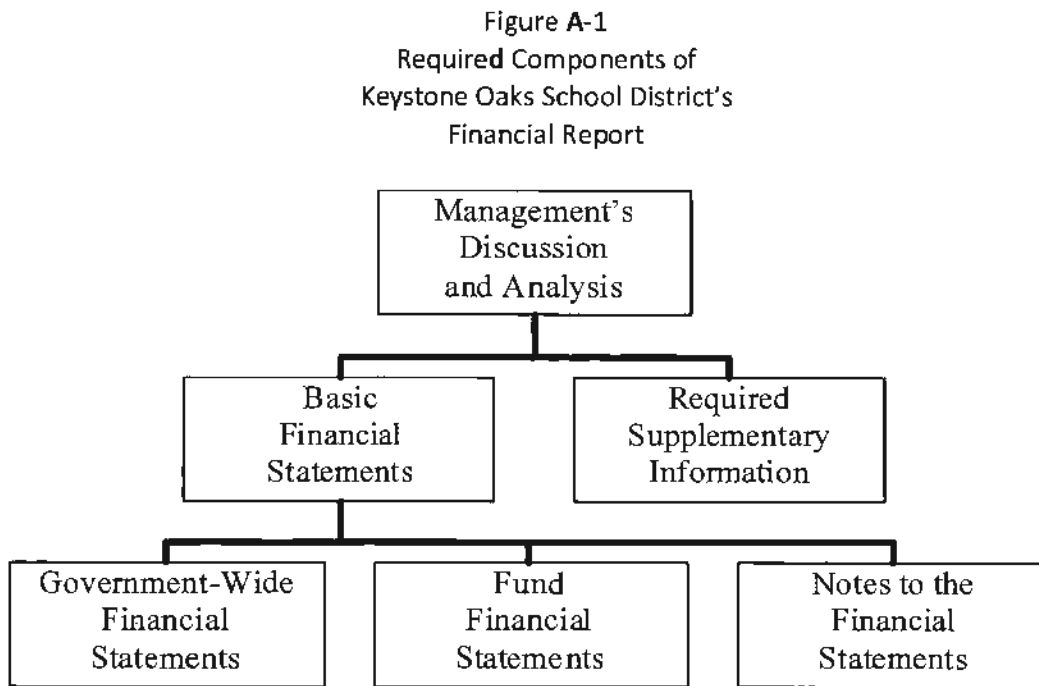 Figure A-1
Required Components of
Keystone Oaks School District's
Financial Report
Management's
Discussion
and Analysis
Basic
Financial
Statements
Required
Supplementary
Information
Government-Wide
Financial
Statements
Fund
Financial
Statements
Notes to the
Financial
Statements